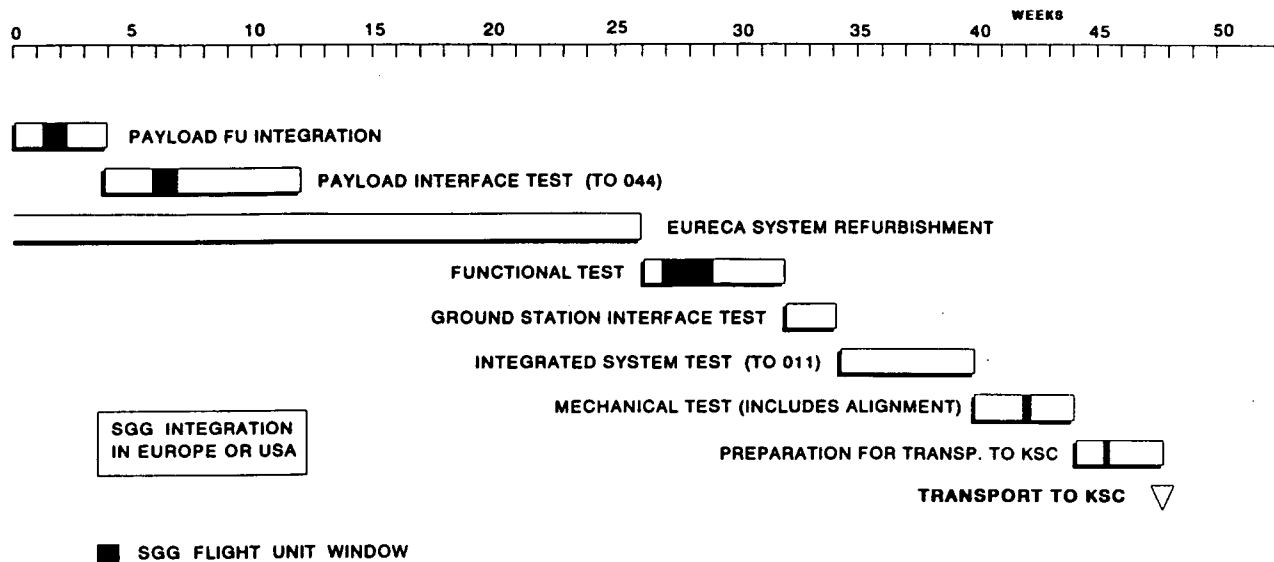 WEEKS
0 5 10 15 20 25 30 35 40 45 50
PAYLOAD FU INTEGRATION
PAYLOAD INTERFACE TEST (TO 044)
EURECA SYSTEM REFURBISHMENT
FUNCTIONAL TEST
GROUND STATION INTERFACE TEST
INTEGRATED SYSTEM TEST (TO 011)
MECHANICAL TEST (INCLUDES ALIGNMENT)
SGG INTEGRATION
IN EUROPE OR USA
PREPARATION FOR TRANSP. TO KSC
TRANSPORT TO KSC
SGG FLIGHT UNIT WINDOW